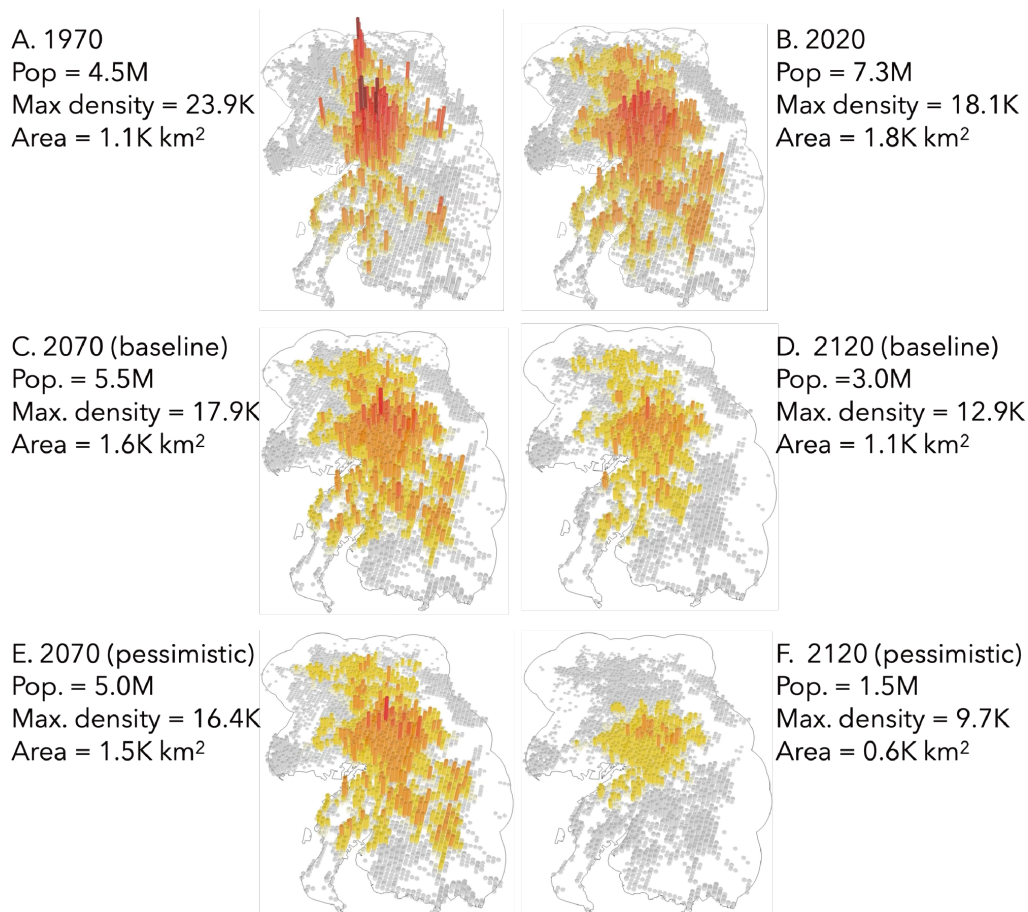 A. 1970
Pop = 4.5M
Max density = 23.9K
Area = 1.1K km²
B. 2020
Pop = 7.3M
Max density = 18.1K
Area = 1.8K km²
C. 2070 (baseline)
Pop. = 5.5M
Max. density = 17.9K
Area = 1.6K km²
D. 2120 (baseline)
Pop. =3.0M
Max. density = 12.9K
Area = 1.1K km²
E. 2070 (pessimistic)
Pop. = 5.0M
Max. density = 16.4K
Area = 1.5K km²
F. 2120 (pessimistic)
Pop. = 1.5M
Max. density = 9.7K
Area = 0.6K km²